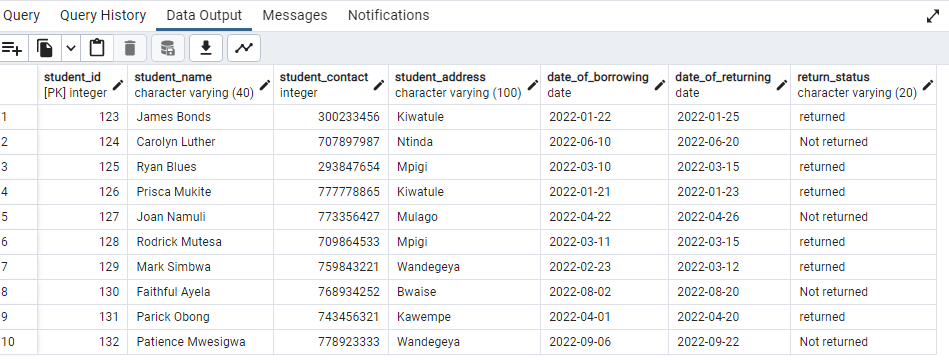 Query Query History Data Output Messages Notifications
student_id student_name student_contact student_address date_of_borrowing date_of_returning return_status
[PK] integer character varying (40) integer character varying (100) date date character varying (20)
1 123 James Bonds 300233456 Kiwatule 2022-01-22 2022-01-25 returned
2 124 Carolyn Luther 707897987 Ntinda 2022-06-10 2022-06-20 Not returned
3 125 Ryan Blues 293847654 Mpigi 2022-03-10 2022-03-15 returned
4 126 Prisca Mukite 777778865 Kiwatule 2022-01-21 2022-01-23 returned
5 127 Joan Namuli 773356427 Mulago 2022-04-22 2022-04-26 Not returned
6 128 Rodrick Mutesa 709864533 Mpigi 2022-03-11 2022-03-15 returned
7 129 Mark Simbwa 759843221 Wandegeya 2022-02-23 2022-03-12 returned
8 130 Faithful Ayela 768934252 Bwaise 2022-08-02 2022-08-20 Not returned
9 131 Parick Obong 743456321 Kawempe 2022-04-01 2022-04-20 returned
10 132 Patience Mwesigwa 778923333 Wandegeya 2022-09-06 2022-09-22 Not returned